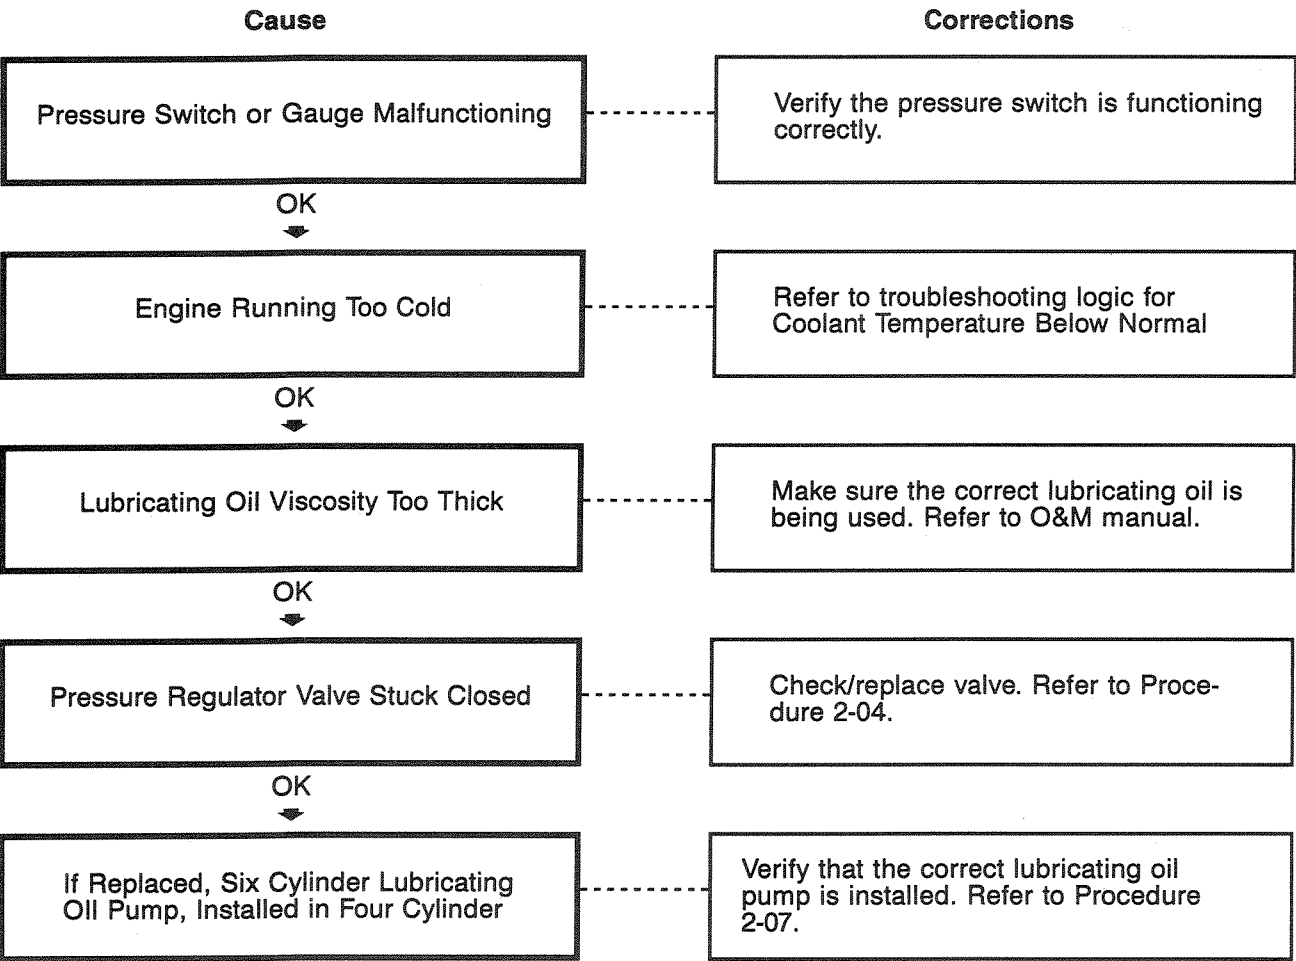 Cause
Corrections
Pressure Switch or Gauge Malfunctioning
Verify the pressure switch is functioning
correctly.
OK
Engine Running Too Cold
Refer to troubleshooting logic for
Coolant Temperature Below Normal
OK
Lubricating Oil Viscosity Too Thick
Make sure the correct lubricating oil is
being used. Refer to O&M manual.
OK
Pressure Regulator Valve Stuck Closed
Check/replace valve. Refer to Proce-
dure 2-04.
OK
If Replaced, Six Cylinder Lubricating
OIl Pump, Installed in Four Cylinder
Verify that the correct lubricating oil
pump is installed. Refer to Procedure
2-07.